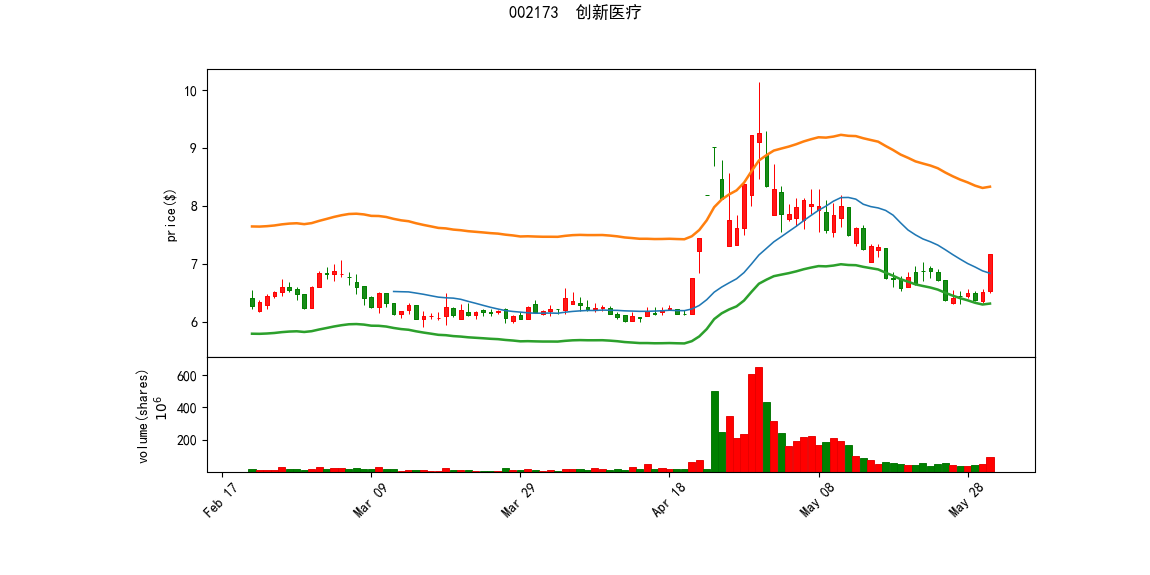 002173 创新医疗
price($)
10
9
8
7
6
volume(shares)
10^6
600
400
200
Feb 17
Mar 09
Mar 29
Apr 18
May 08
May 28